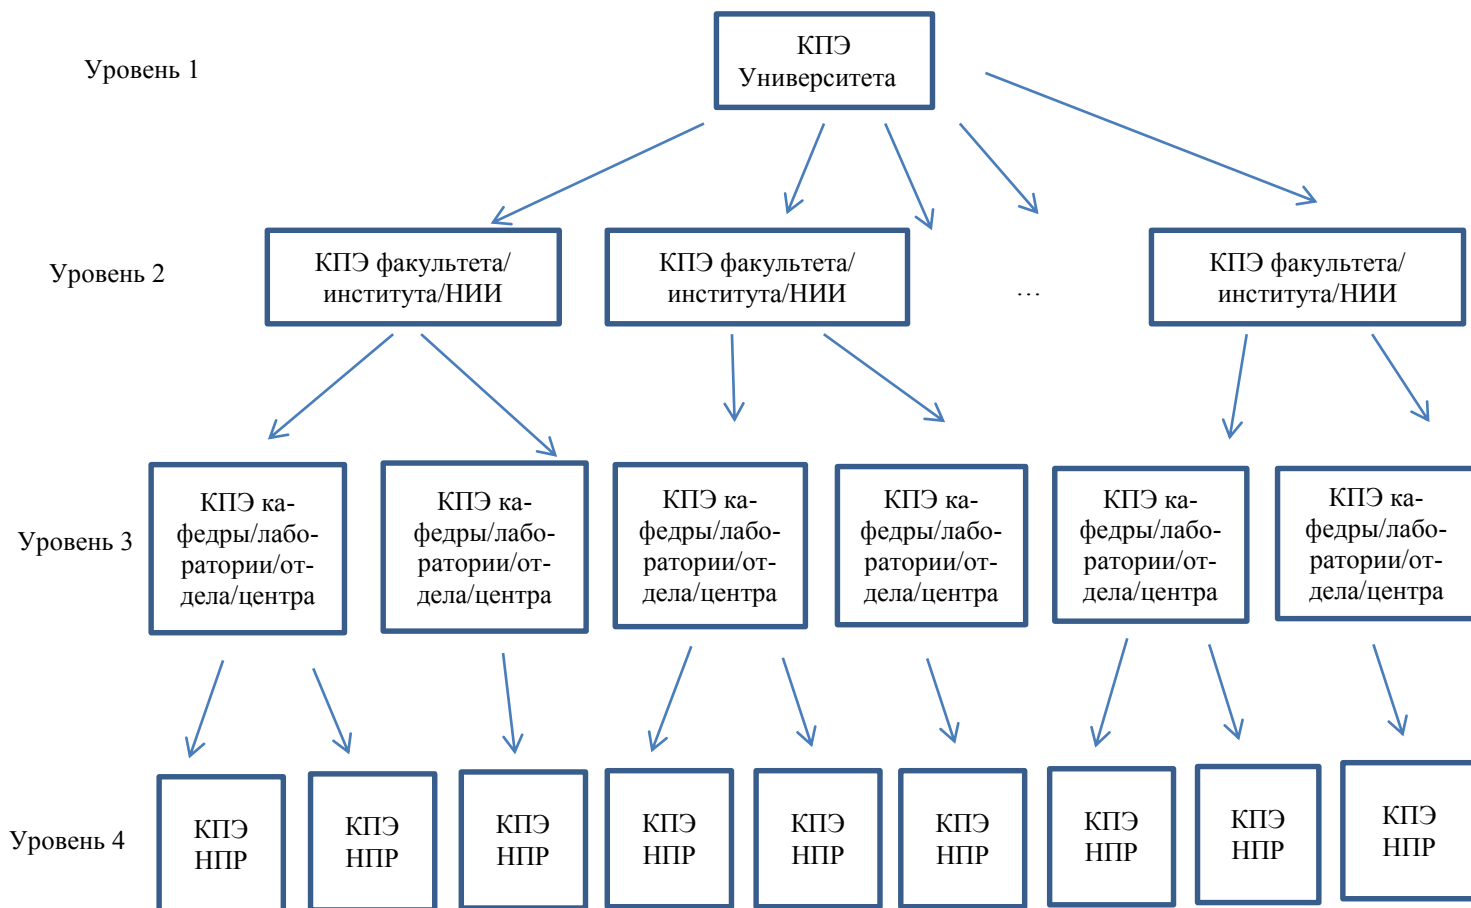 Уровень 1
КПЭ
Университета
Уровень 2
КПЭ факультета/
института/НИИ
КПЭ факультета/
института/НИИ
…
КПЭ факультета/
института/НИИ
Уровень 3
КПЭ ка-
федры/лабо-
ратории/от-
дела/центра
КПЭ ка-
федры/лабо-
ратории/от-
дела/центра
КПЭ ка-
федры/лабо-
ратории/от-
дела/центра
КПЭ ка-
федры/лабо-
ратории/от-
дела/центра
КПЭ ка-
федры/лабо-
ратории/от-
дела/центра
КПЭ ка-
федры/лабо-
ратории/от-
дела/центра
Уровень 4
КПЭ
НПР
КПЭ
НПР
КПЭ
НПР
КПЭ
НПР
КПЭ
НПР
КПЭ
НПР
КПЭ
НПР
КПЭ
НПР
КПЭ
НПР